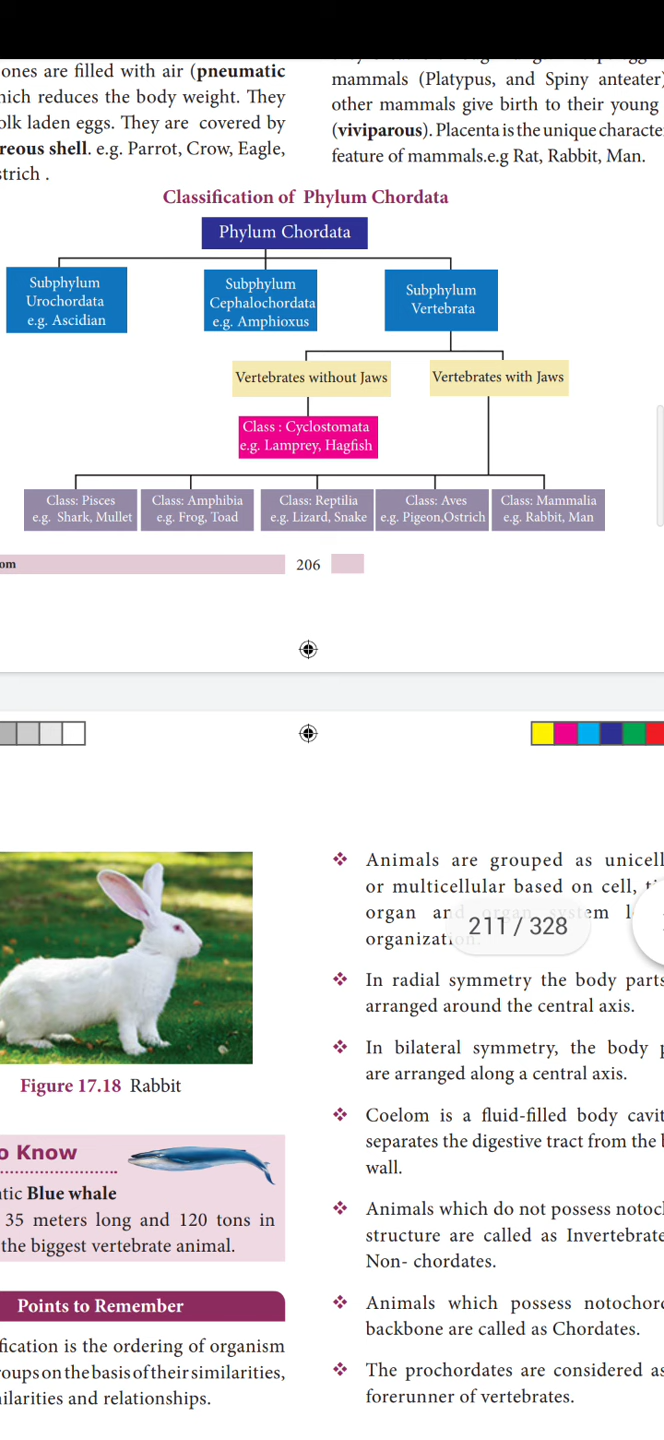 ones are filled with air (pneumatic
hich reduces the body weight. They
olk laden eggs. They are covered by
reous shell. e.g. Parrot, Crow, Eagle,
strich .
mammals (Platypus, and Spiny anteater)
other mammals give birth to their young
(viviparous). Placenta is the unique characte
feature of mammals.e.g Rat, Rabbit, Man.
Classification of Phylum Chordata
Phylum Chordata
Subphylum
Urochordata
e.g. Ascidian
Subphylum
Cephalochordata
e.g. Amphioxus
Subphylum
Vertebrata
Vertebrates without Jaws
Vertebrates with Jaws
Class : Cyclostomata
e.g. Lamprey, Hagfish
Class: Pisces
e.g. Shark, Mullet
Class: Amphibia
e.g. Frog, Toad
Class: Reptilia
e.g. Lizard, Snake
Class: Aves
e.g. Pigeon,Ostrich
Class: Mammalia
e.g. Rabbit, Man
om
206
Figure 17.18 Rabbit
o Know
ntic Blue whale
35 meters long and 120 tons in
the biggest vertebrate animal.
Points to Remember
fication is the ordering of organism
roups on the basis of their similarities,
milarities and relationships.
❖ Animals are grouped as unicell
or multicellular based on cell,
organ and organ system l
organization.
211 / 328
❖ In radial symmetry the body parts
arranged around the central axis.
❖ In bilateral symmetry, the body p
are arranged along a central axis.
❖ Coelom is a fluid-filled body cavit
separates the digestive tract from the b
wall.
❖ Animals which do not possess notoch
structure are called as Invertebrate
Non- chordates.
❖ Animals which possess notochor
backbone are called as Chordates.
❖ The prochordates are considered as
forerunner of vertebrates.